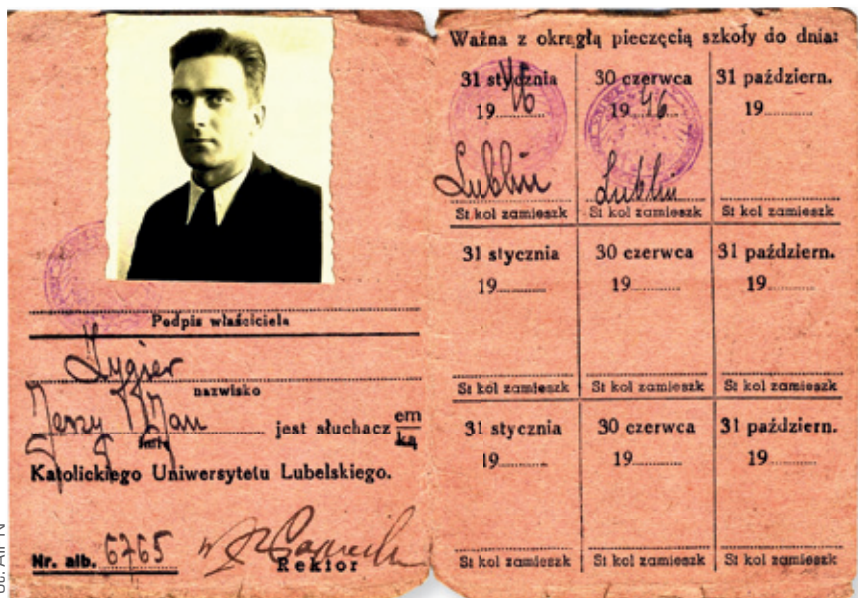 Podpis właściciela
Zygier
nazwisko
Jerzy Jan
imię
jest słuchacz em
ką
Katolickiego Uniwersytetu Lubelskiego.
Nr. alb. 6765
Rektor
Ważna z okrągłą pieczęcią szkoły do dnia:
31 stycznia 30 czerwca 31 październ.
19 46 19 46 19
Lublin Lublin
St kol zamieszk St kol zamieszk St kol zamieszk
31 stycznia 30 czerwca 31 październ.
19 19 19
St kol zamieszk St kol zamieszk St kol zamieszk
31 stycznia 30 czerwca 31 październ.
19 19 19
St kol zamieszk St kol zamieszk St kol zamieszk